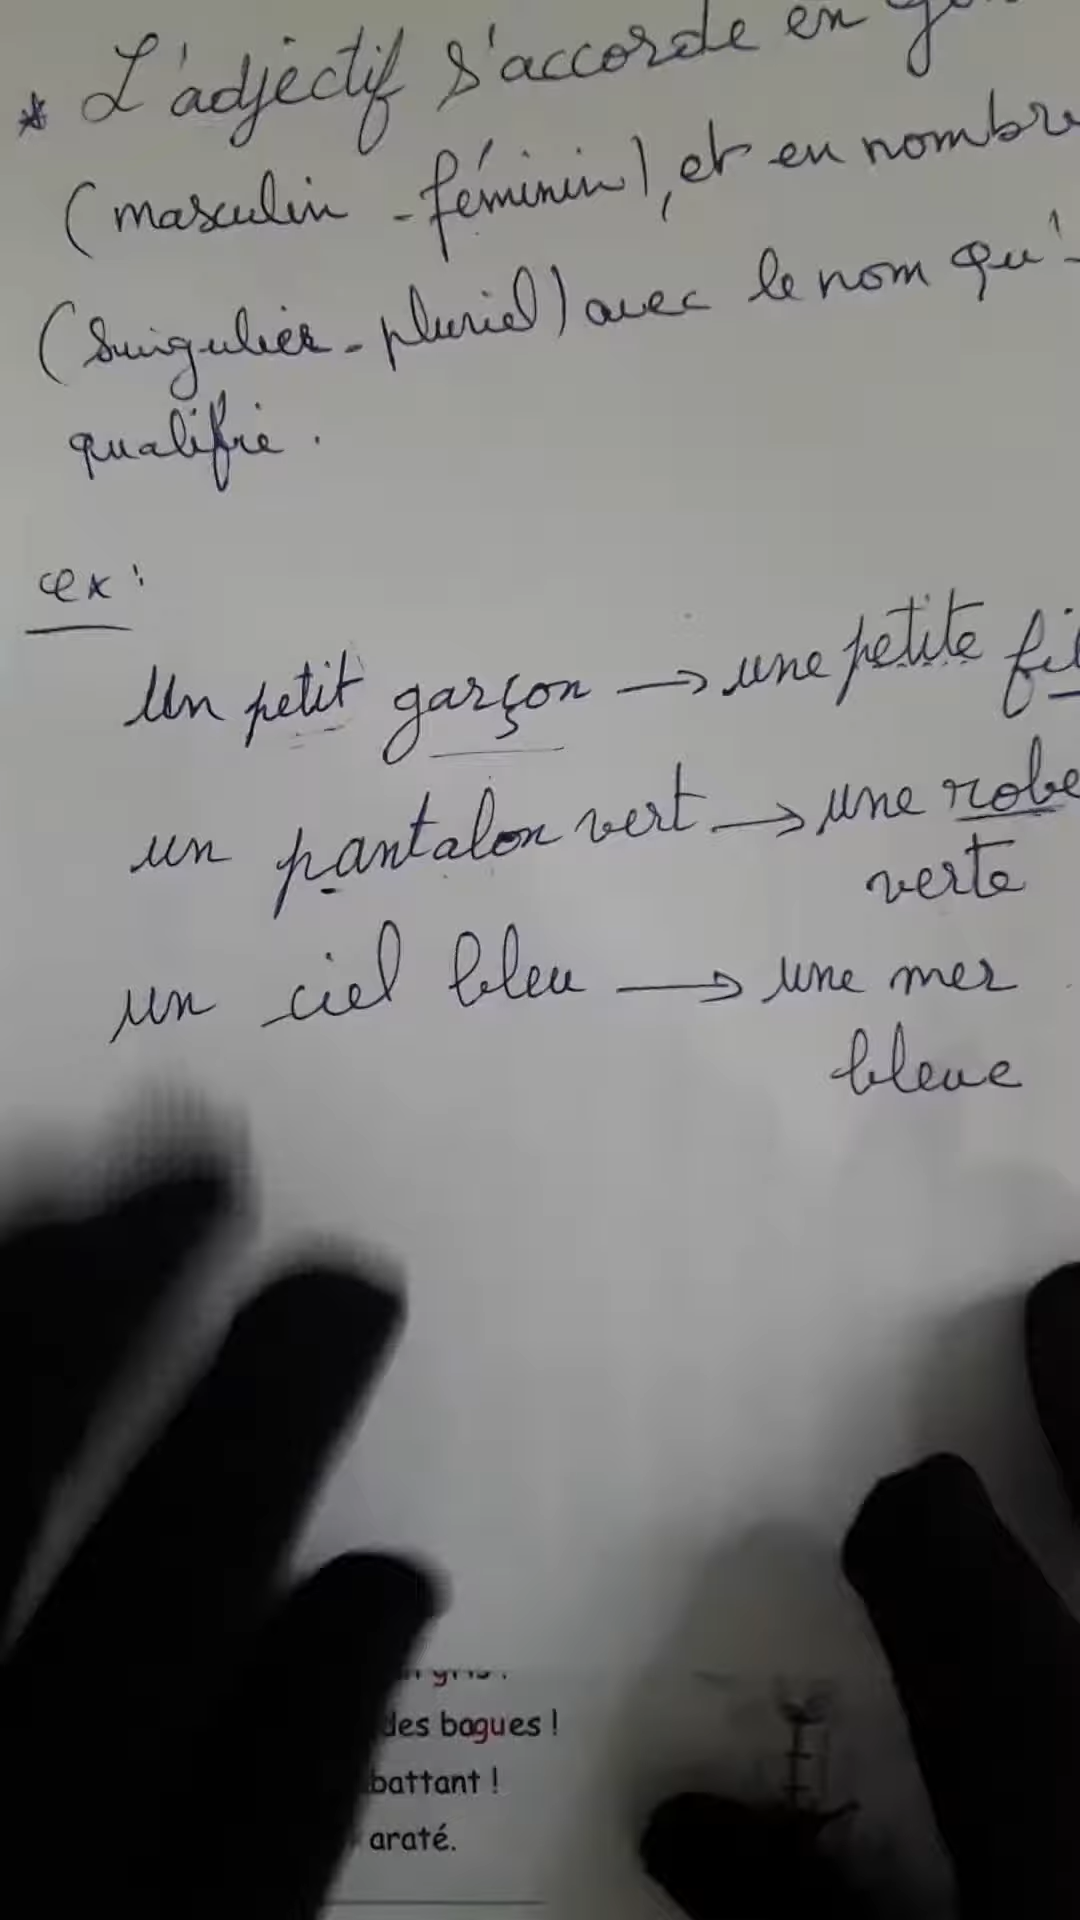 * L'adjectif s'accorde en
(masculin - féminin), et en nombre
(singulier - pluriel) avec le nom qu'
qualifie.
ex:
Un petit garçon → une petite
un pantalon vert → une robe
verte
un ciel bleu → une mer
bleue
des bagues !
battant !
araté.